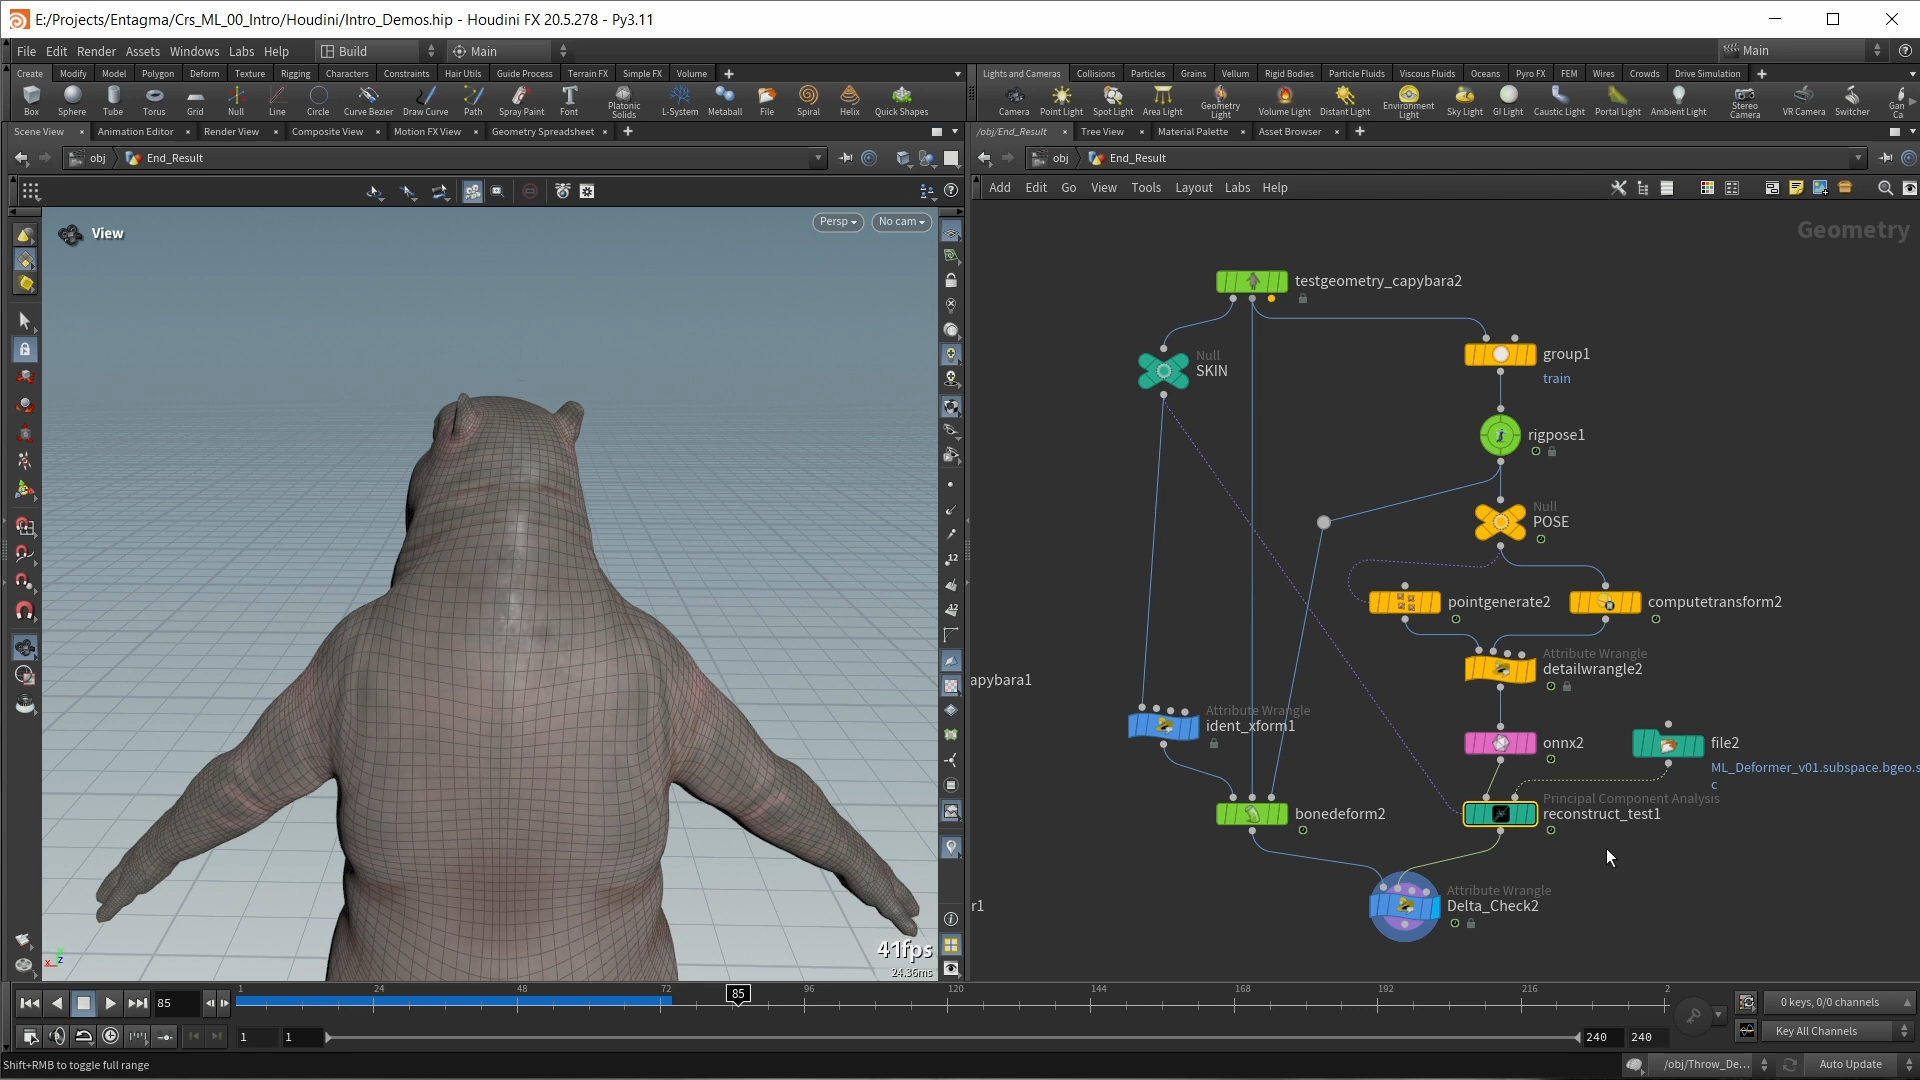 E:/Projects/Entagma/Crs_ML_00_Intro/Houdini/Intro_Demos.hip - Houdini FX 20.5.278 - Py3.11
File Edit Render Assets Windows Labs Help Build Main Main
Create Modify Model Polygon Deform Texture Rigging Characters Constraints Hair Utils Guide Process Terrain FX Simple FX Volume
Lights and Cameras Collisions Particles Grains Vellum Rigid Bodies Particle Fluids Viscous Fluids Oceans Pyro FX FEM Wires Crowds Drive Simulation
Box Sphere Tube Torus Grid Null Line Circle Curve Bezier Draw Curve Path Spray Paint Font Platonic Solids L-System Metaball File Spiral Helix Quick Shapes
Camera Point Light Spot Light Area Light Geometry Light Volume Light Distant Light Environment Light Sky Light GI Light Caustic Light Portal Light Ambient Light Stereo Camera VR Camera Switcher Gan Ca
Scene View Animation Editor Render View Composite View Motion FX View Geometry Spreadsheet
/obj/End_Result Tree View Material Palette Asset Browser
obj End_Result
obj End_Result
Add Edit Go View Tools Layout Labs Help
View
Persp
No cam
Geometry
testgeometry_capybara2
Null
SKIN
group1
train
rigpose1
Null
POSE
pointgenerate2
computetransform2
Attribute Wrangle
detailwrangle2
apybara1
Attribute Wrangle
ident_xform1
onnx2
file2
ML_Deformer_v01.subspace.bgeo.s
c
Principal Component Analysis
reconstruct_test1
bonedeform2
Attribute Wrangle
Delta_Check2
r1
12
12
x z
41fps
24.36ms
85
1 24 48 72 85 96 120 144 168 192 216 2
0 keys, 0/0 channels
1 1 240 240
Key All Channels
Shift+RMB to toggle full range
/obj/Throw_De...
Auto Update